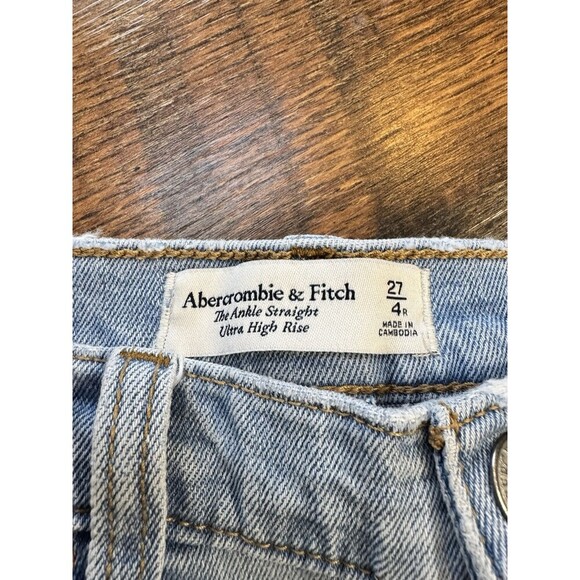 Abercrombie & Fitch
The Ankle Straight
Ultra High Rise
27
4R
MADE IN
CAMBODIA